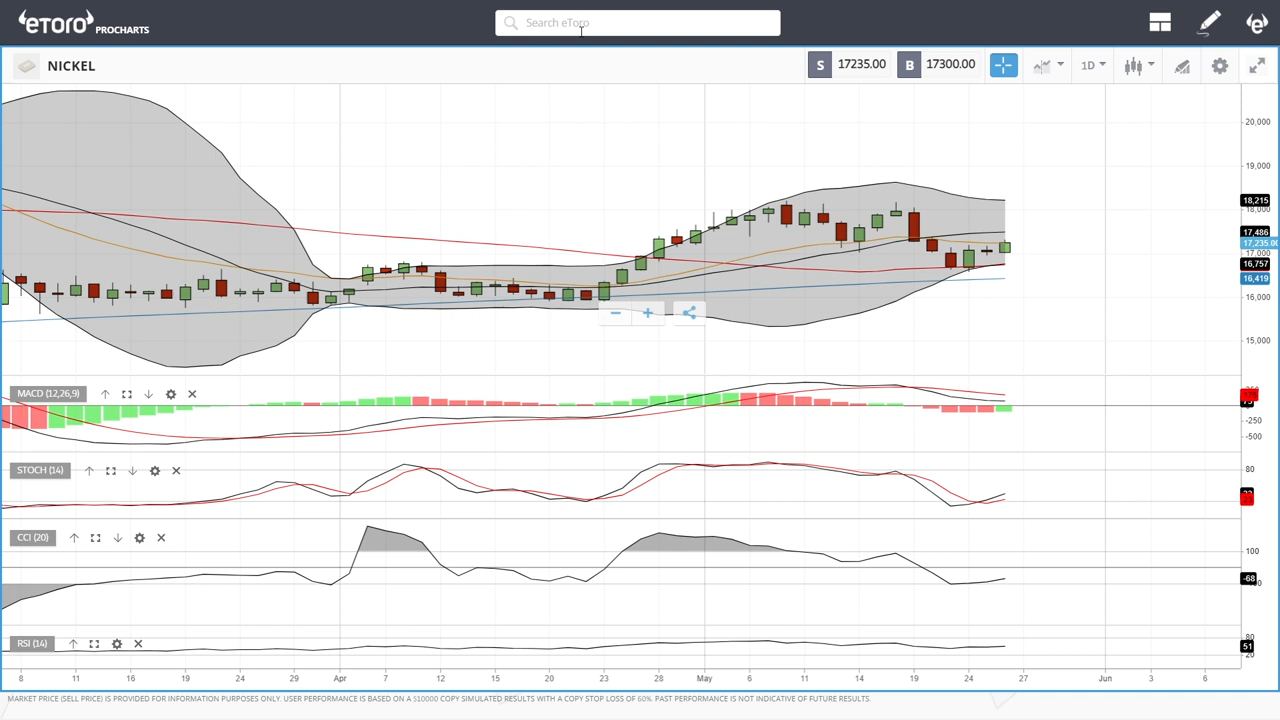 eToro PROCHARTS
Search eToro
NICKEL
S 17235.00 B 17300.00
1D
20,000
19,000
18,215
18,000
17,486
17,235.00
17,000
16,757
16,419
16,000
15,000
MACD (12,26,9)
-250
-500
STOCH (14)
80
CCI (20)
100
-68
RSI (14)
80
51
20
8 11 16 19 24 29 Apr 7 12 15 20 23 28 May 6 11 14 19 24 27 Jun 3 6
MARKET PRICE (SELL PRICE) IS PROVIDED FOR INFORMATION PURPOSES ONLY. USER PERFORMANCE IS BASED ON A $10000 COPY SIMULATED RESULTS WITH A COPY STOP LOSS OF 60%. PAST PERFORMANCE IS NOT INDICATIVE OF FUTURE RESULTS.